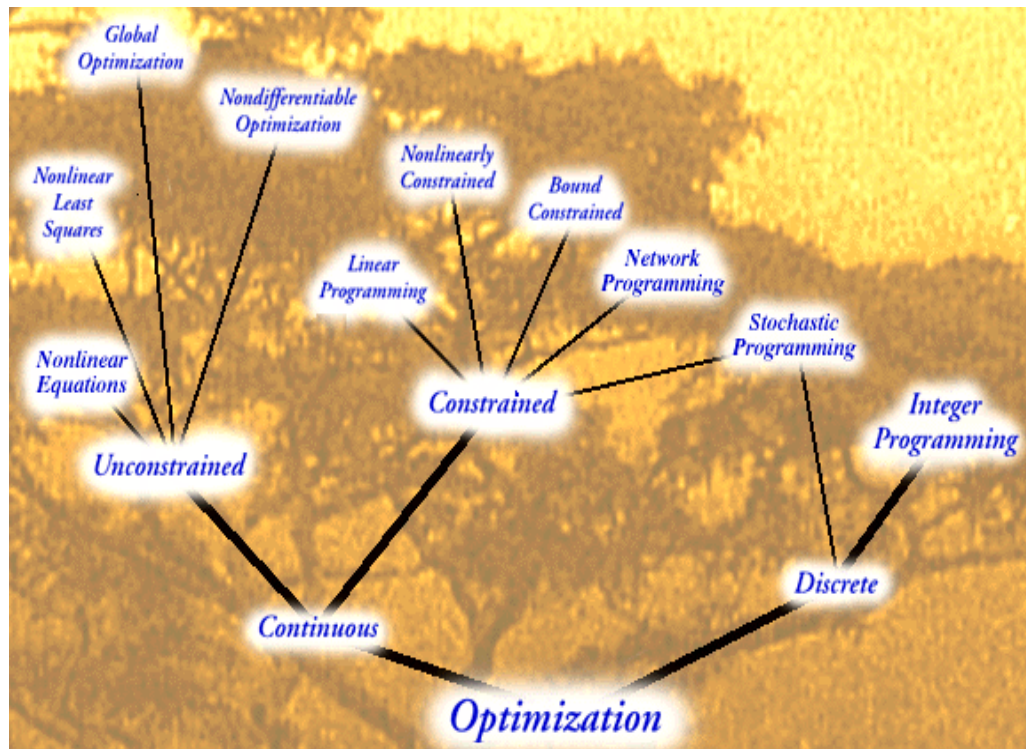 Global
Optimization
Nondifferentiable
Optimization
Nonlinearly
Constrained
Nonlinear
Least
Squares
Bound
Constrained
Linear
Programming
Network
Programming
Stochastic
Programming
Nonlinear
Equations
Constrained
Integer
Programming
Unconstrained
Discrete
Continuous
Optimization